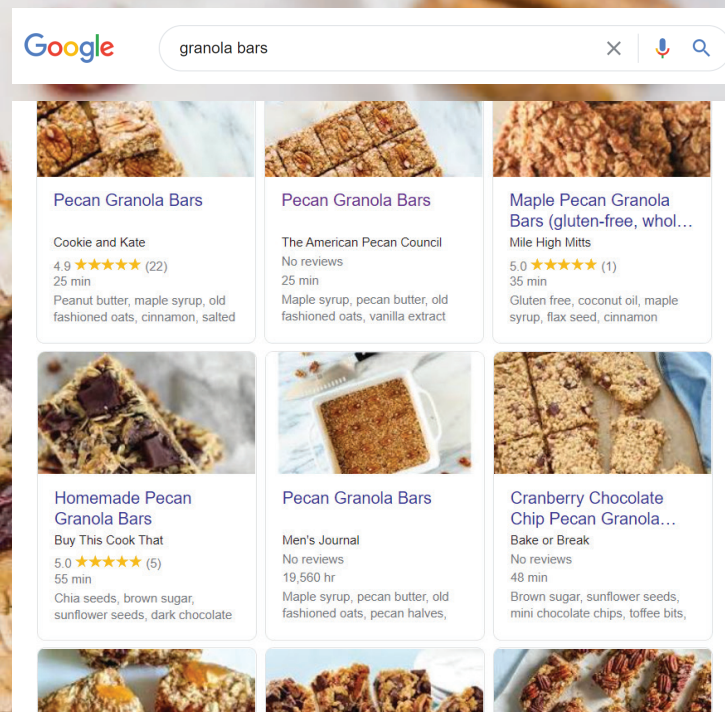 Google
granola bars
Pecan Granola Bars
Cookie and Kate
4.9 ★★★★★ (22)
25 min
Peanut butter, maple syrup, old
fashioned oats, cinnamon, salted
Pecan Granola Bars
The American Pecan Council
No reviews
25 min
Maple syrup, pecan butter, old
fashioned oats, vanilla extract
Maple Pecan Granola
Bars (gluten-free, whol...
Mile High Mitts
5.0 ★★★★★ (1)
35 min
Gluten free, coconut oil, maple
syrup, flax seed, cinnamon
Homemade Pecan
Granola Bars
Buy This Cook That
5.0 ★★★★★ (5)
55 min
Chia seeds, brown sugar,
sunflower seeds, dark chocolate
Pecan Granola Bars
Men's Journal
No reviews
19,560 hr
Maple syrup, pecan butter, old
fashioned oats, pecan halves,
Cranberry Chocolate
Chip Pecan Granola...
Bake or Break
No reviews
48 min
Brown sugar, sunflower seeds,
mini chocolate chips, toffee bits,